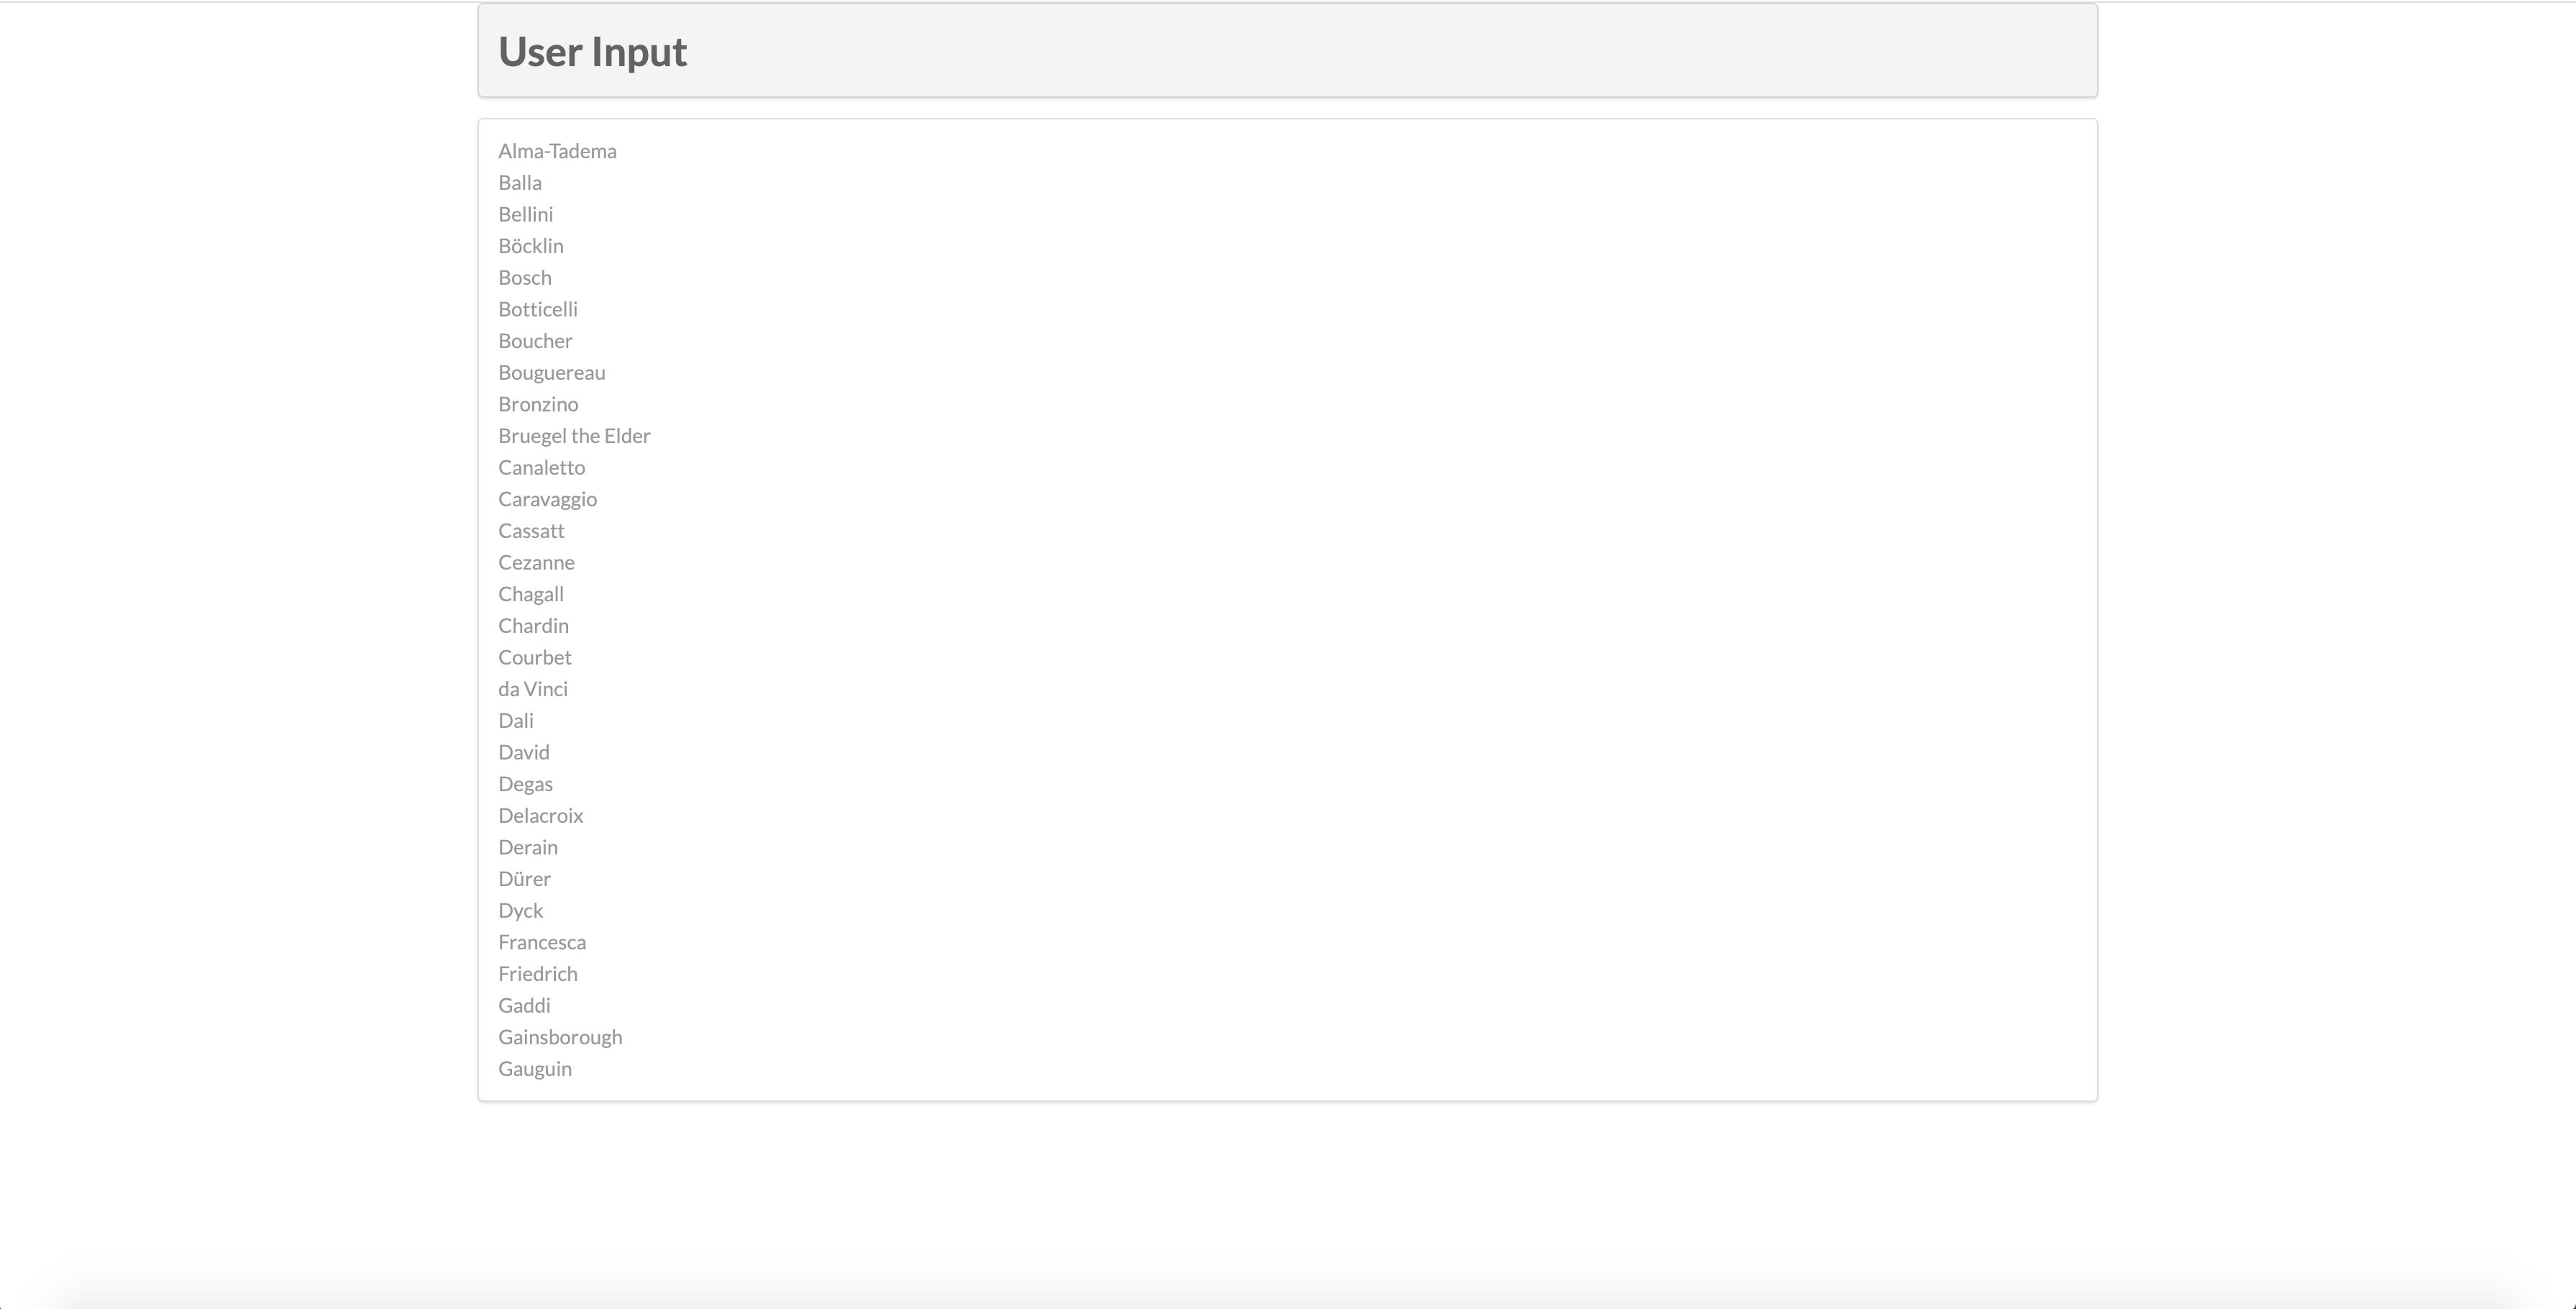 User Input
Alma-Tadema
Balla
Bellini
Böcklin
Bosch
Botticelli
Boucher
Bouguereau
Bronzino
Bruegel the Elder
Canaletto
Caravaggio
Cassatt
Cezanne
Chagall
Chardin
Courbet
da Vinci
Dali
David
Degas
Delacroix
Derain
Dürer
Dyck
Francesca
Friedrich
Gaddi
Gainsborough
Gauguin